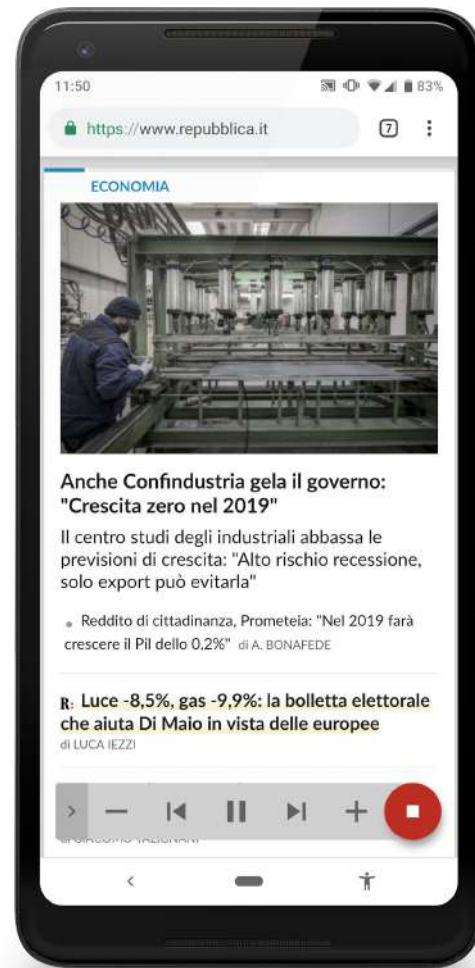 11:50
83%
https://www.repubblica.it
7
ECONOMIA
Anche Confindustria gela il governo:
"Crescita zero nel 2019"
Il centro studi degli industriali abbassa le
previsioni di crescita: "Alto rischio recessione,
solo export può evitarla"
Reddito di cittadinanza, Prometeia: "Nel 2019 farà
crescere il Pil dello 0,2%" di A. BONAFEDE
R: Luce -8,5%, gas -9,9%: la bolletta elettorale
che aiuta Di Maio in vista delle europee
di LUCA IEZZI